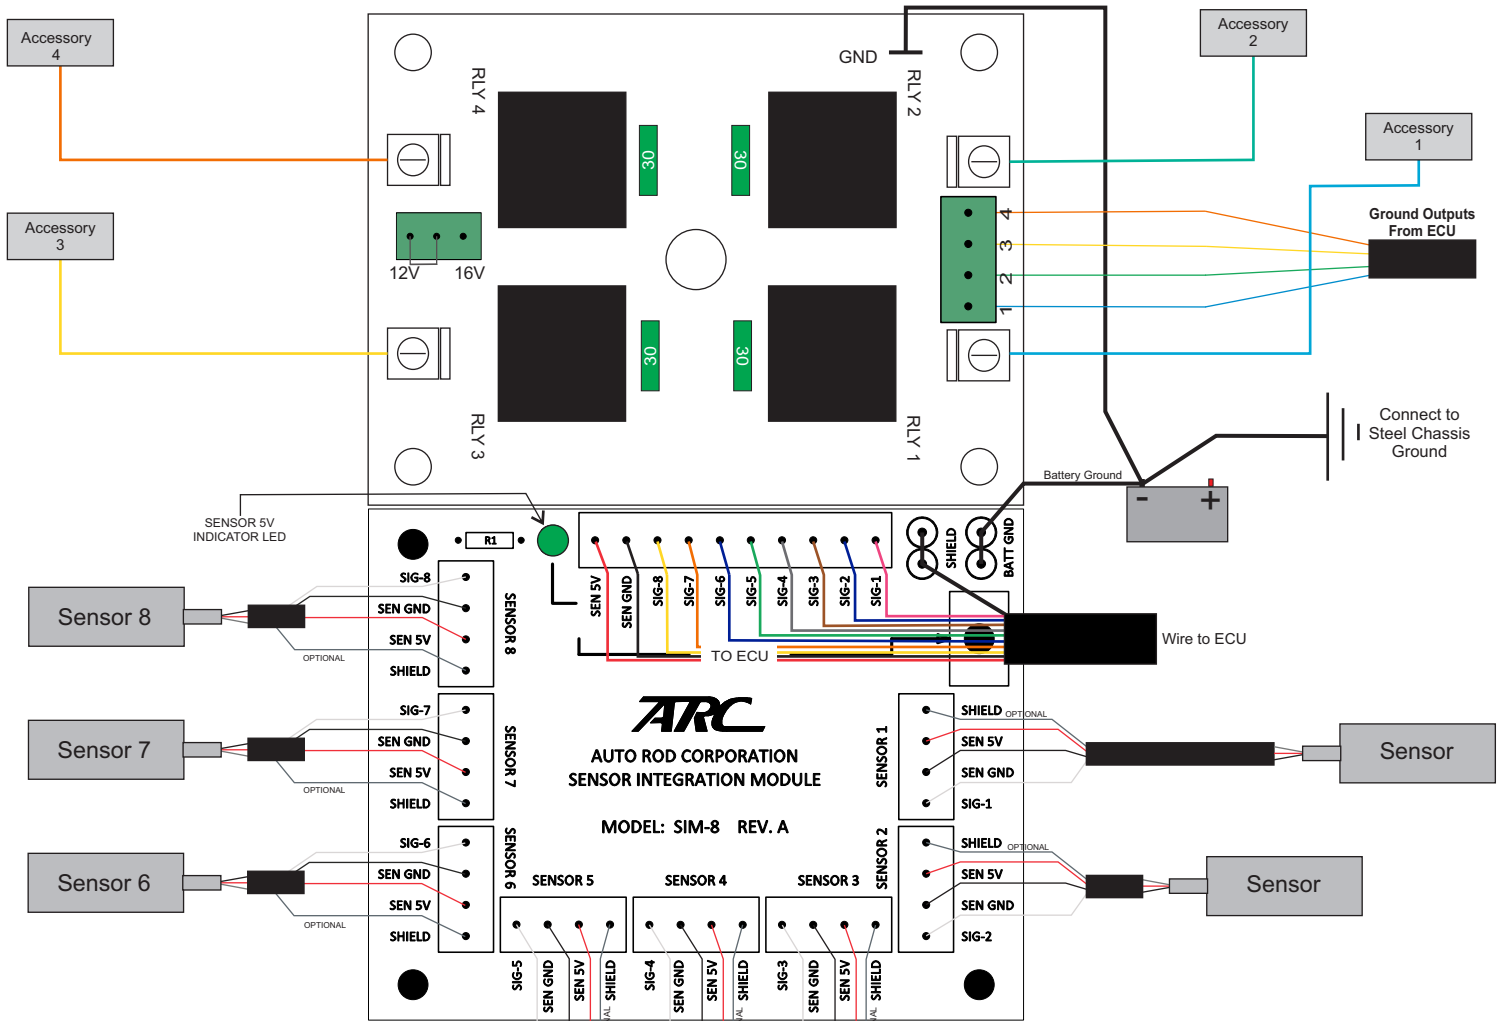 Accessory
4
Accessory
2
GND
RLY 4
RLY 2
30
30
Accessory
1
Ground Outputs
From ECU
4
3
2
1
Accessory
3
12V
16V
30
30
RLY 3
RLY 1
Connect to
Steel Chassis
Ground
Battery Ground
-
+
SENSOR 5V
INDICATOR LED
R1
SHIELD
BATT GND
SEN 5V
SEN GND
SIG-8
SIG-7
SIG-6
SIG-5
SIG-4
SIG-3
SIG-2
SIG-1
TO ECU
Wire to ECU
Sensor 8
SIG-8
SEN GND
SEN 5V
OPTIONAL
SHIELD
SENSOR 8
Sensor 7
SIG-7
SEN GND
SEN 5V
OPTIONAL
SHIELD
SENSOR 7
Sensor 6
SIG-6
SEN GND
SEN 5V
OPTIONAL
SHIELD
SENSOR 6
ARC
AUTO ROD CORPORATION
SENSOR INTEGRATION MODULE
MODEL: SIM-8 REV. A
SENSOR 1
SHIELD
OPTIONAL
SEN 5V
SEN GND
SIG-1
Sensor
SENSOR 2
SHIELD
OPTIONAL
SEN 5V
SEN GND
SIG-2
Sensor
SENSOR 5
SENSOR 4
SENSOR 3
SIG-5
SEN GND
SEN 5V
SHIELD
NAL
SIG-4
SEN GND
SEN 5V
SHIELD
NAL
SIG-3
SEN GND
SEN 5V
SHIELD
NAL